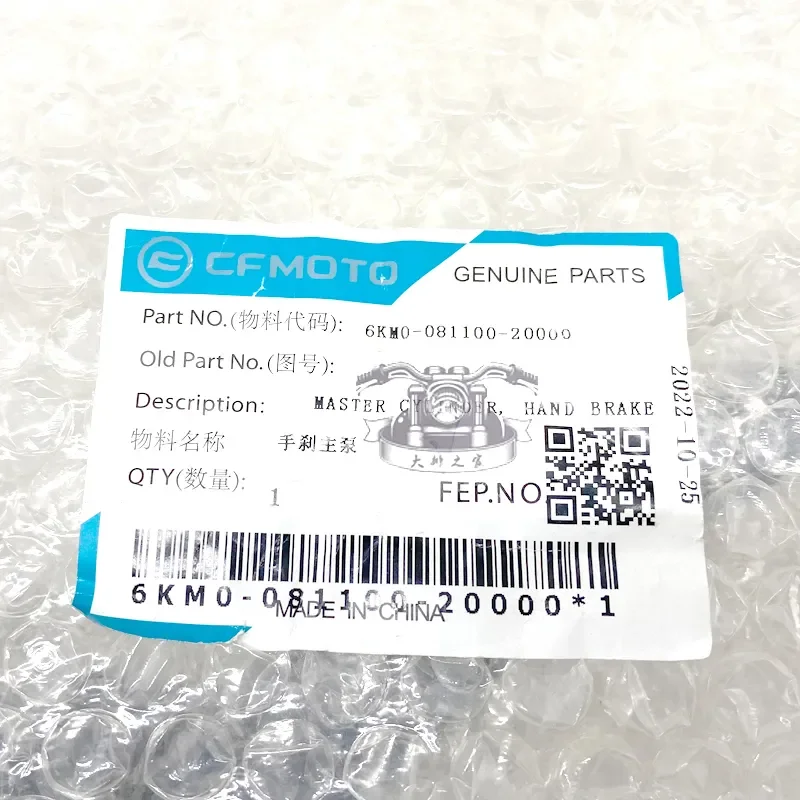 CFMOTO
GENUINE PARTS
Part NO.(物料代码): 6KM0-081100-20000
Old Part No.(图号):
Description: MASTER CYLINDER, HAND BRAKE
物料名称 手刹主泵
大排之家
QTY(数量): 1
FEP.NO
2022-10-25
6KM0-081100-20000*1
MADE IN CHINA